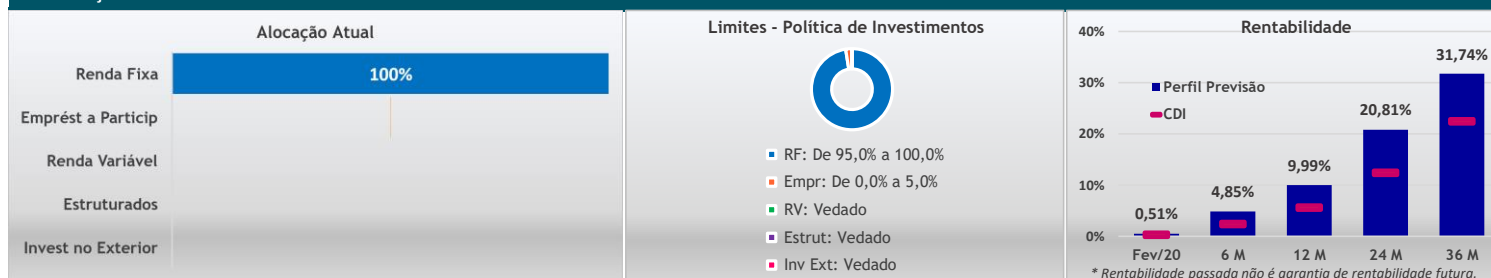 Alocação Atual
Renda Fixa
100%
Emprést a Particip
Renda Variável
Estruturados
Invest no Exterior
Limites - Política de Investimentos
RF: De 95,0% a 100,0%
Empr: De 0,0% a 5,0%
RV: Vedado
Estrut: Vedado
Inv Ext: Vedado
Rentabilidade
40%
30%
20%
10%
0%
Perfil Previsão
CDI
0,51%
4,85%
9,99%
20,81%
31,74%
Fev/20
6 M
12 M
24 M
36 M
* Rentabilidade passada não é garantia de rentabilidade futura.